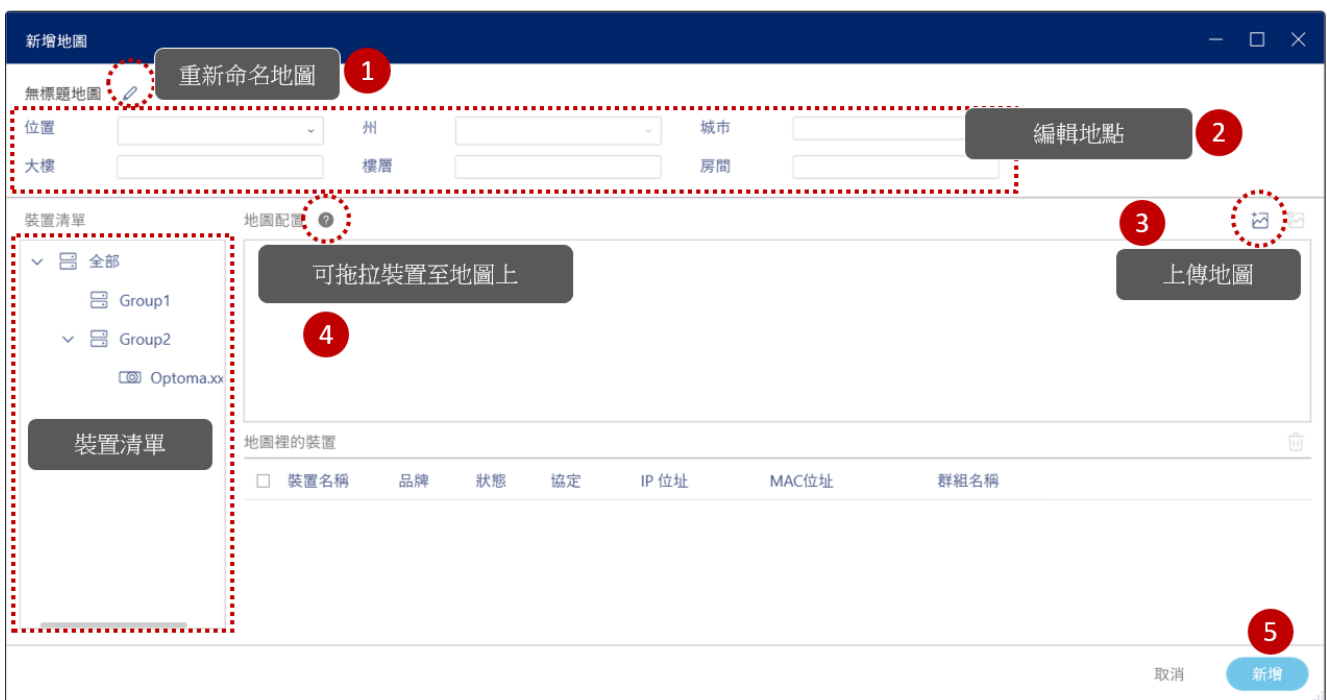 新增地圖
重新命名地圖 1
無標題地圖
位置 州 城市 編輯地點 2
大樓 樓層 房間
裝置清單 地圖配置 ? 3
全部 可拖拉裝置至地圖上 上傳地圖
Group1
4
Group2
Optoma.xx
裝置清單 地圖裡的裝置
裝置名稱 品牌 狀態 協定 IP 位址 MAC位址 群組名稱
5
取消 新增